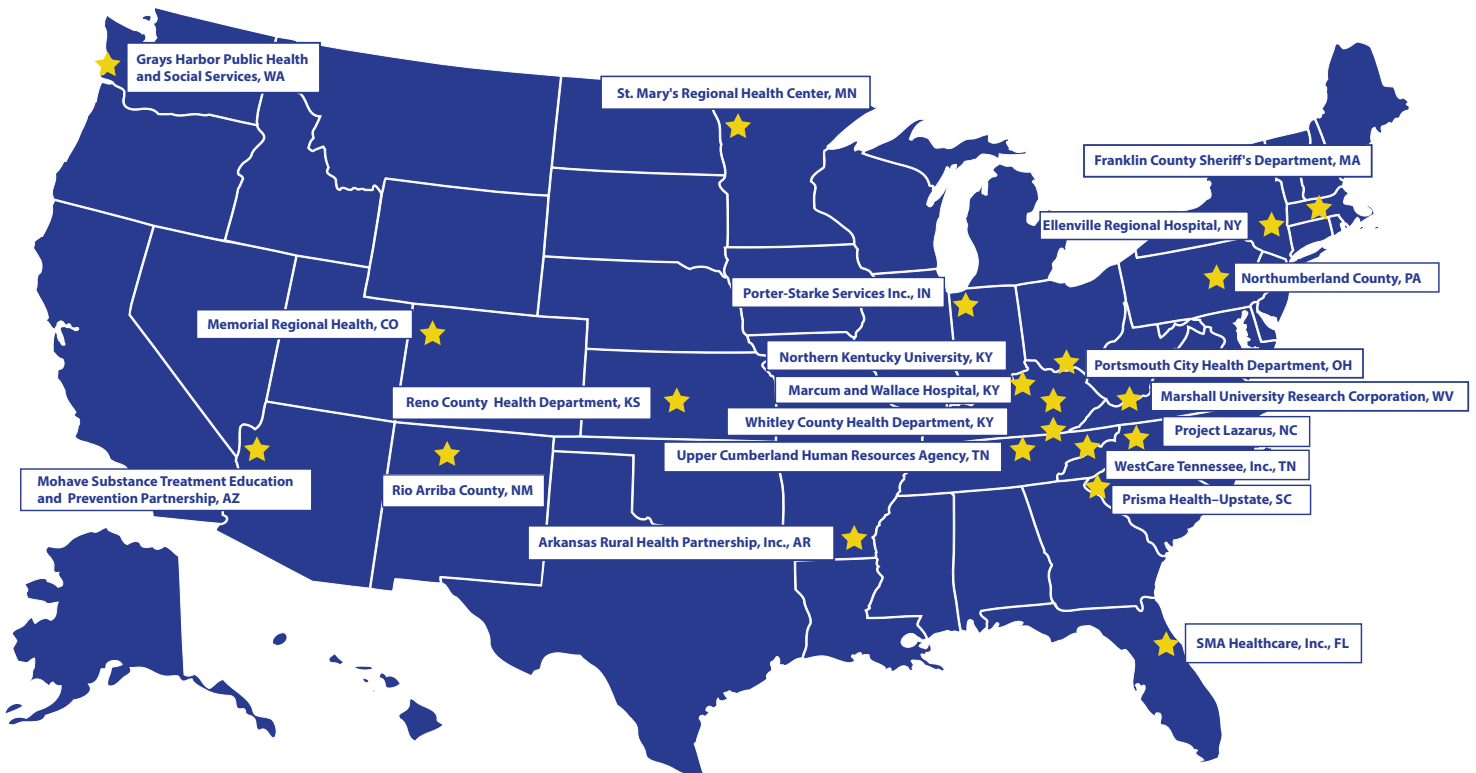 Grays Harbor Public Health
and Social Services, WA
St. Mary's Regional Health Center, MN
Franklin County Sheriff's Department, MA
Ellenville Regional Hospital, NY
Northumberland County, PA
Porter-Starke Services Inc., IN
Memorial Regional Health, CO
Northern Kentucky University, KY
Portsmouth City Health Department, OH
Marcum and Wallace Hospital, KY
Marshall University Research Corporation, WV
Reno County  Health Department, KS
Whitley County Health Department, KY
Project Lazarus, NC
Upper Cumberland Human Resources Agency, TN
WestCare Tennessee, Inc., TN
Mohave Substance Treatment Education
and  Prevention Partnership, AZ
Rio Arriba County, NM
Prisma Health–Upstate, SC
Arkansas Rural Health Partnership, Inc., AR
SMA Healthcare, Inc., FL